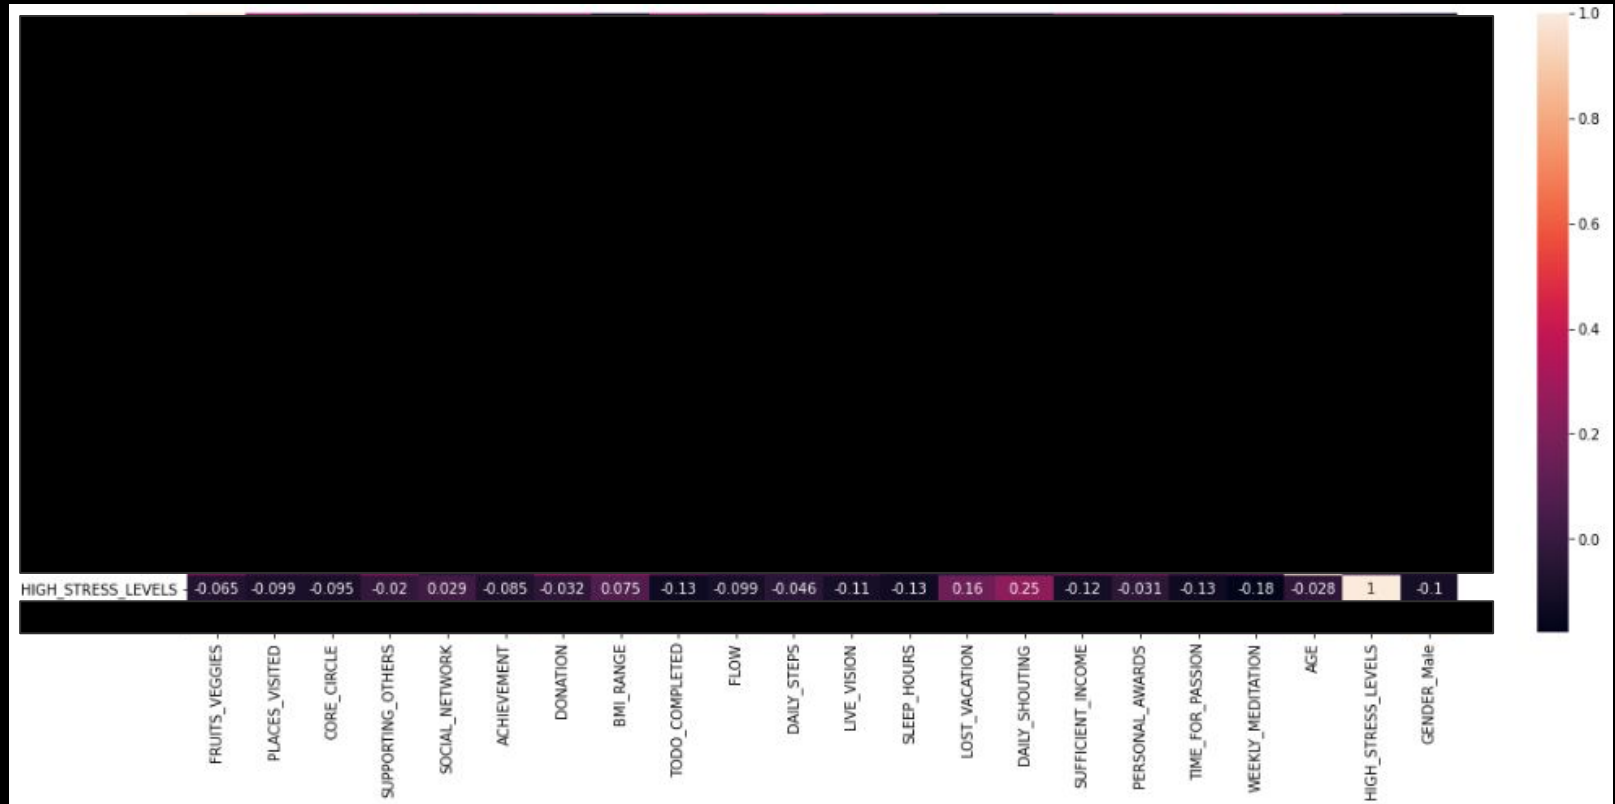 1.0
0.8
0.6
0.4
0.2
0.0
HIGH_STRESS_LEVELS -0.065 -0.099 -0.095 -0.02 0.029 -0.085 -0.032 0.075 -0.13 -0.099 -0.046 -0.11 -0.13 0.16 0.25 -0.12 -0.031 -0.13 -0.18 -0.028 1 -0.1
FRUITS_VEGGIES
PLACES_VISITED
CORE_CIRCLE
SUPPORTING_OTHERS
SOCIAL_NETWORK
ACHIEVEMENT
DONATION
BMI_RANGE
TODO_COMPLETED
FLOW
DAILY_STEPS
LIVE_VISION
SLEEP_HOURS
LOST_VACATION
DAILY_SHOUTING
SUFFICIENT_INCOME
PERSONAL_AWARDS
TIME_FOR_PASSION
WEEKLY_MEDITATION
AGE
HIGH_STRESS_LEVELS
GENDER_Male